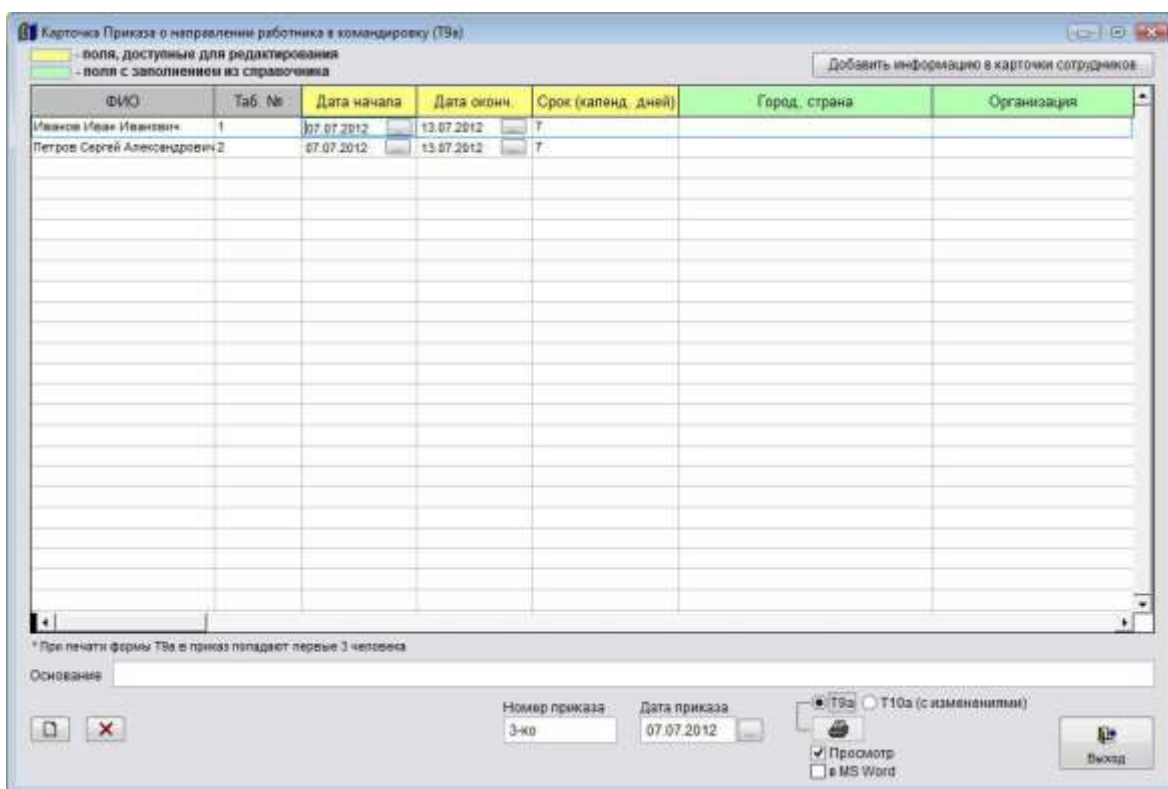 Карточка Приказа о направлении работника в командировку (Т9а)
- поля, доступные для редактирования
- поля с заполнением из справочника
Добавить информацию в карточки сотрудников
ФИО Таб. № Дата начала Дата оконч. Срок (календ. дней) Город, страна Организация
Иванов Иван Иванович 1 07.07.2012 ... 13.07.2012 ... 7
Петров Сергей Александрович 2 07.07.2012 ... 13.07.2012 ... 7
* При печати формы Т9а в приказ попадают первые 3 человека
Основание
Номер приказа Дата приказа Т9а Т10а (с изменениями)
3-ко 07.07.2012 ...
Просмотр
в MS Word
Выход